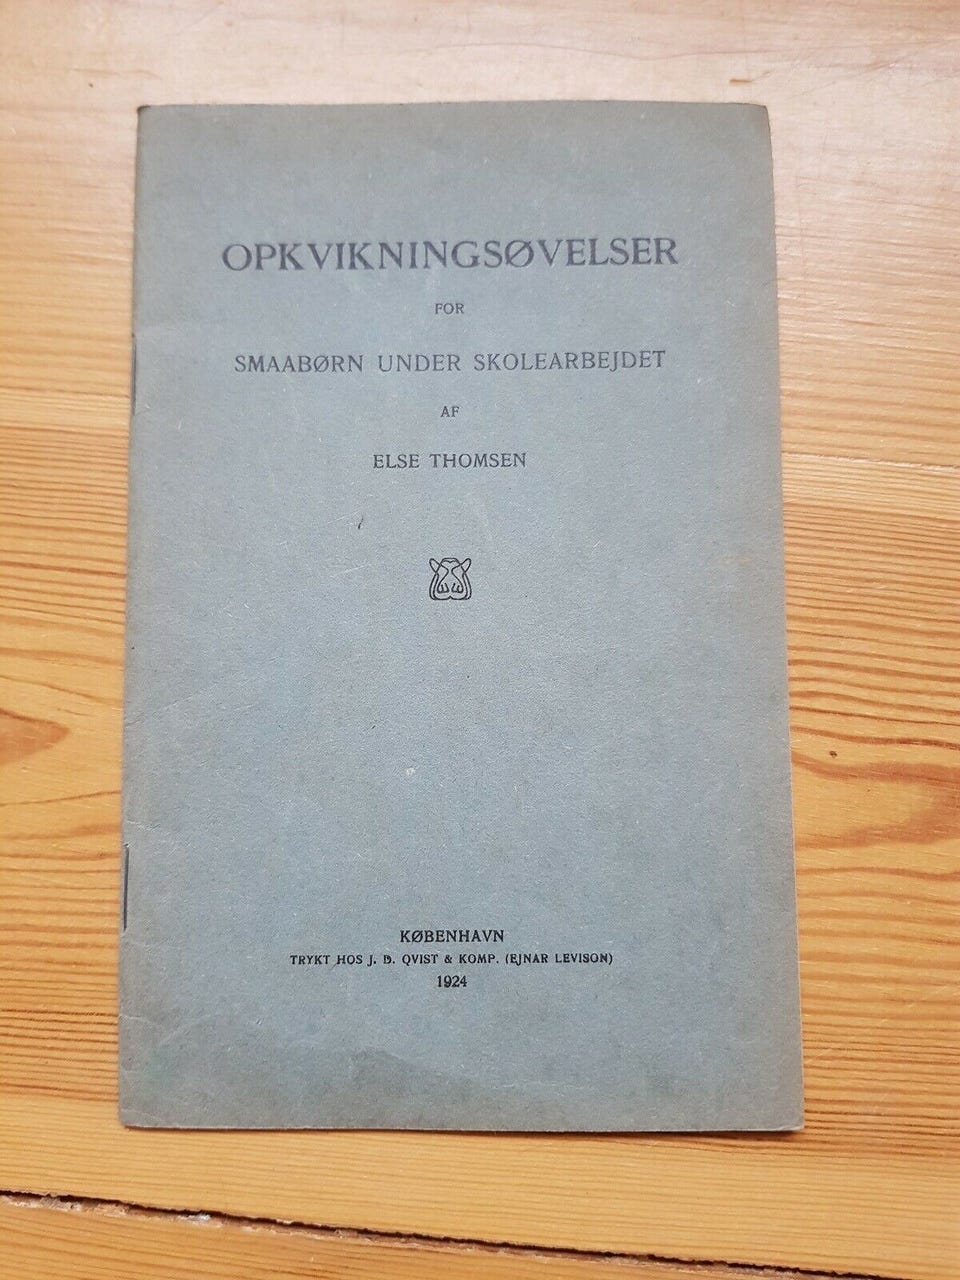 OPKVIKNINGSØVELSER
FOR
SMAABØRN UNDER SKOLEARBEJDET
AF
ELSE THOMSEN
KØBENHAVN
TRYKT HOS J. D. QVIST & KOMP. (EJNAR LEVISON)
1924